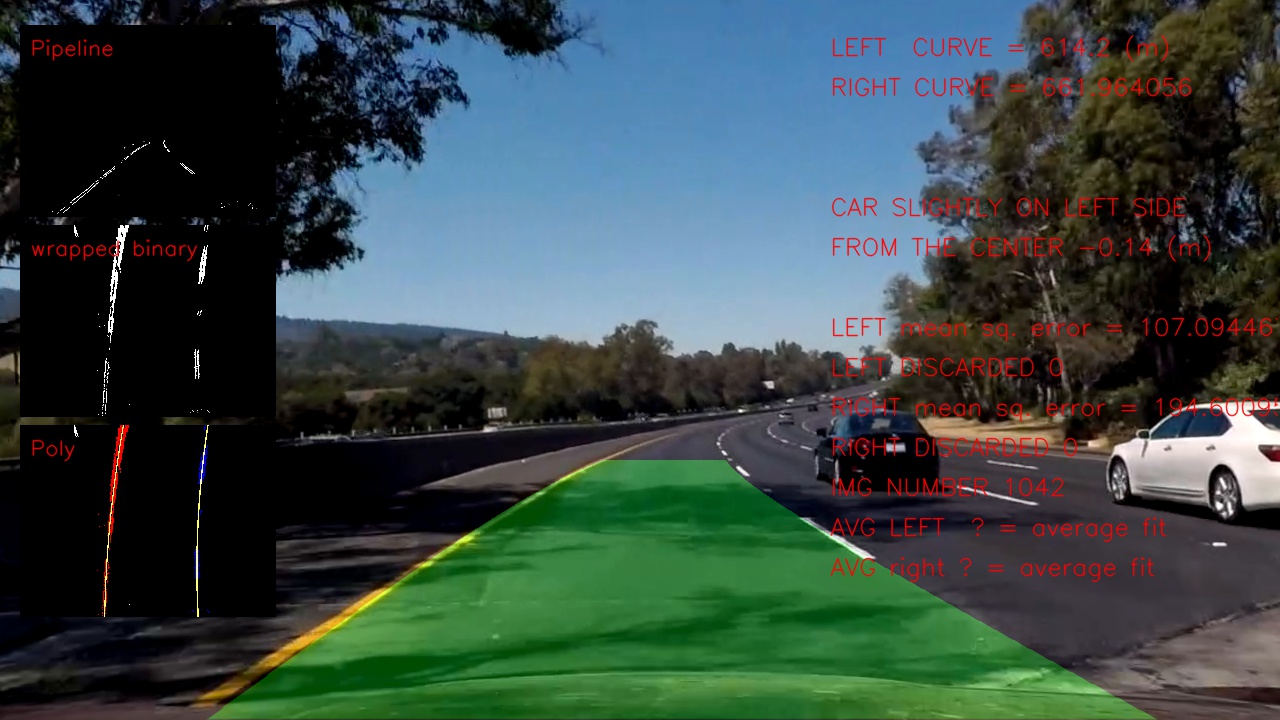 Pipeline
wrapped binary
Poly
LEFT CURVE = 614.2 (m)
RIGHT CURVE = 661.964056
CAR SLIGHTLY ON LEFT SIDE
FROM THE CENTER -0.14 (m)
LEFT mean sq. error = 107.09446
LEFT DISCARDED 0
RIGHT mean sq. error = 194.6009
RIGHT DISCARDED 0
IMG NUMBER 1042
AVG LEFT ? = average fit
AVG right ? = average fit